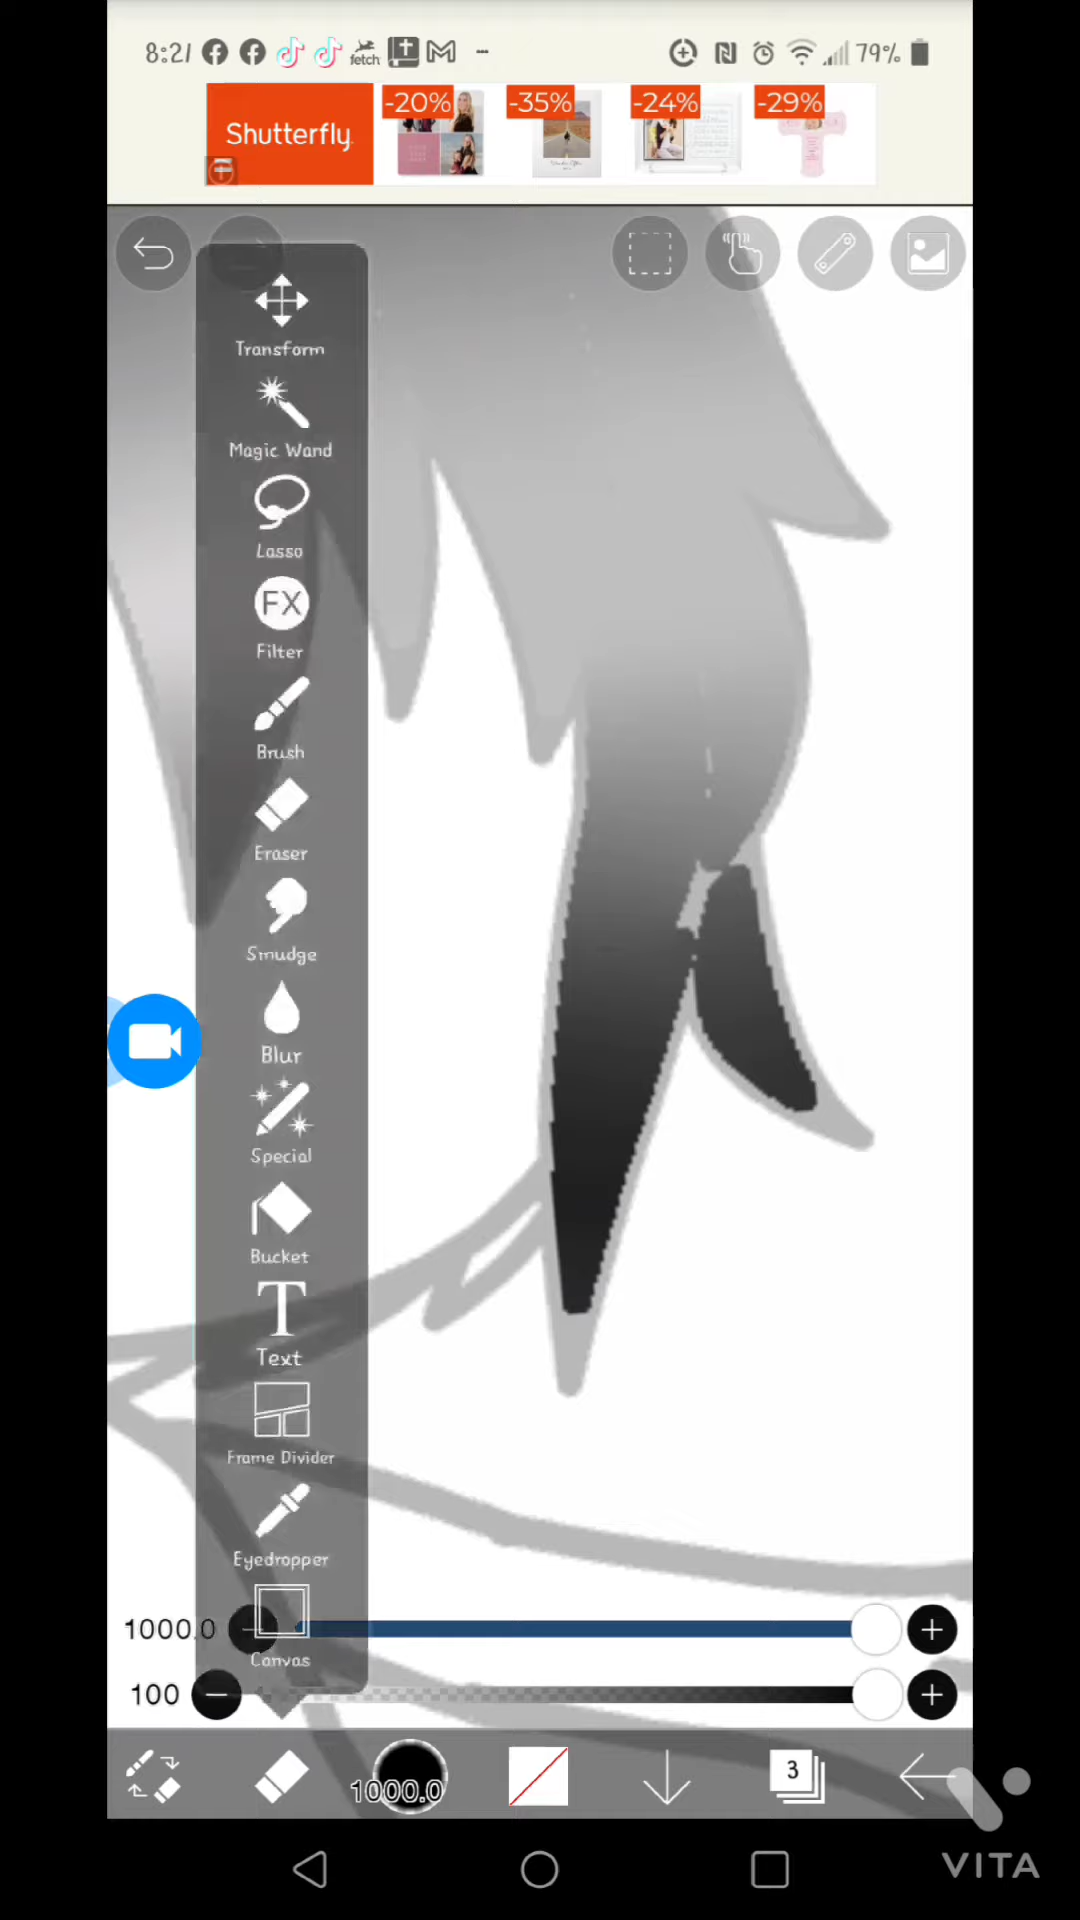 8:21 fetch 79%
Shutterfly
-20% -35% -24% -29%
Transform
Magic Wand
Lasso
FX
Filter
Brush
Eraser
Smudge
Blur
Special
Bucket
T
Text
Frame Divider
Eyedropper
1000.0
Canvas
100
1000.0 3
VITA